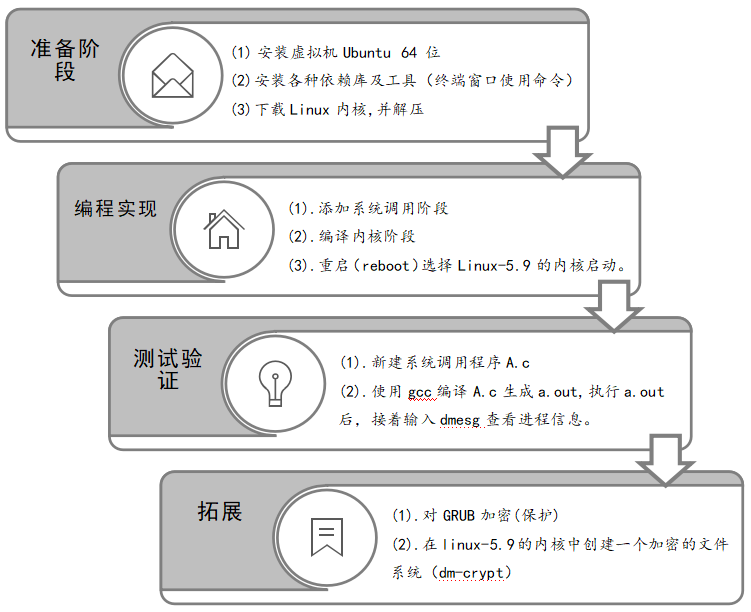 准备阶
段
(1) 安装虚拟机 Ubuntu 64 位
(2)安装各种依赖库及工具（终端窗口使用命令）
(3)下载 Linux 内核,并解压
编程实现
(1).添加系统调用阶段
(2).编译内核阶段
(3).重启(reboot)选择 Linux-5.9 的内核启动。
测试验
证
(1).新建系统调用程序 A.c
(2).使用 gcc 编译 A.c 生成 a.out,执行 a.out
后，接着输入 dmesg 查看进程信息。
拓展
(1).对 GRUB 加密(保护)
(2).在 linux-5.9 的内核中创建一个加密的文件
系统（dm-crypt）